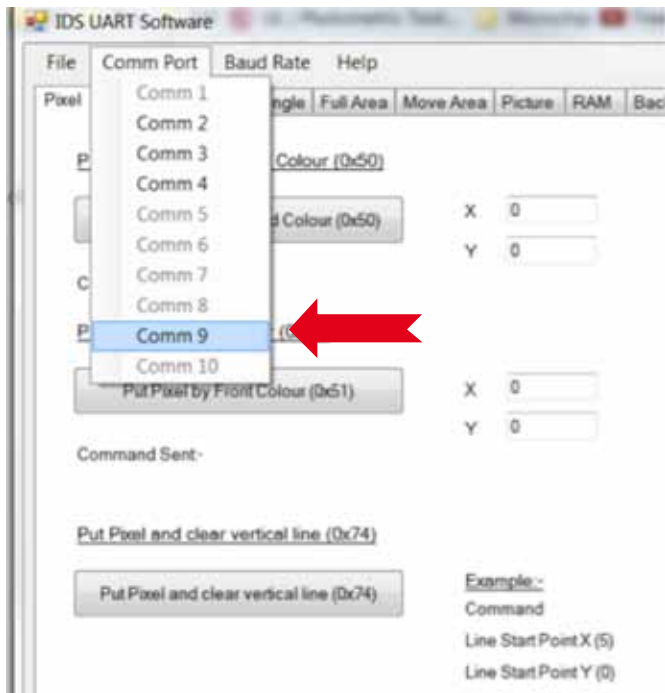 IDS UART Software
File Comm Port Baud Rate Help
Pixel ngle Full Area Move Area Picture RAM Bac
Comm 1
Comm 2
Comm 3
Comm 4
Comm 5
Comm 6
Comm 7
Comm 8
Comm 9
Comm 10
P Colour (0x50)
d Colour (0x50) X 0
Y 0
C
P (0
Put Pixel by Front Colour (0x51) X 0
Y 0
Command Sent:-
Put Pixel and clear vertical line (0x74)
Put Pixel and clear vertical line (0x74)
Example:-
Command
Line Start Point X (5)
Line Start Point Y (0)